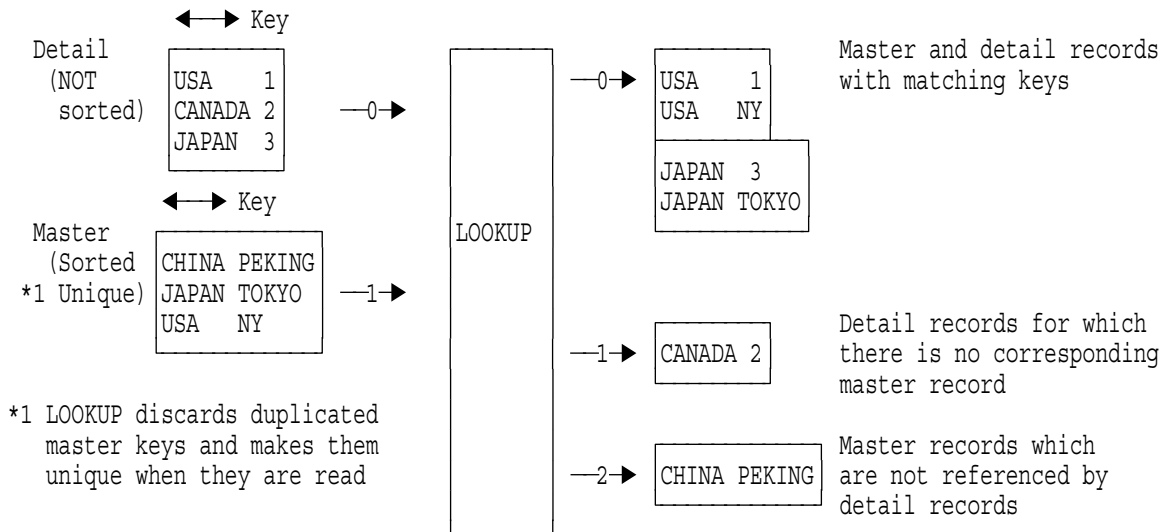 Key
Detail
(NOT
sorted)
USA 1
CANADA 2
JAPAN 3
0
Key
Master
(Sorted
*1 Unique)
CHINA PEKING
JAPAN TOKYO
USA NY
1
*1 LOOKUP discards duplicated
master keys and makes them
unique when they are read
LOOKUP
0
USA 1
USA NY
JAPAN 3
JAPAN TOKYO
Master and detail records
with matching keys
1
CANADA 2
Detail records for which
there is no corresponding
master record
2
CHINA PEKING
Master records which
are not referenced by
detail records